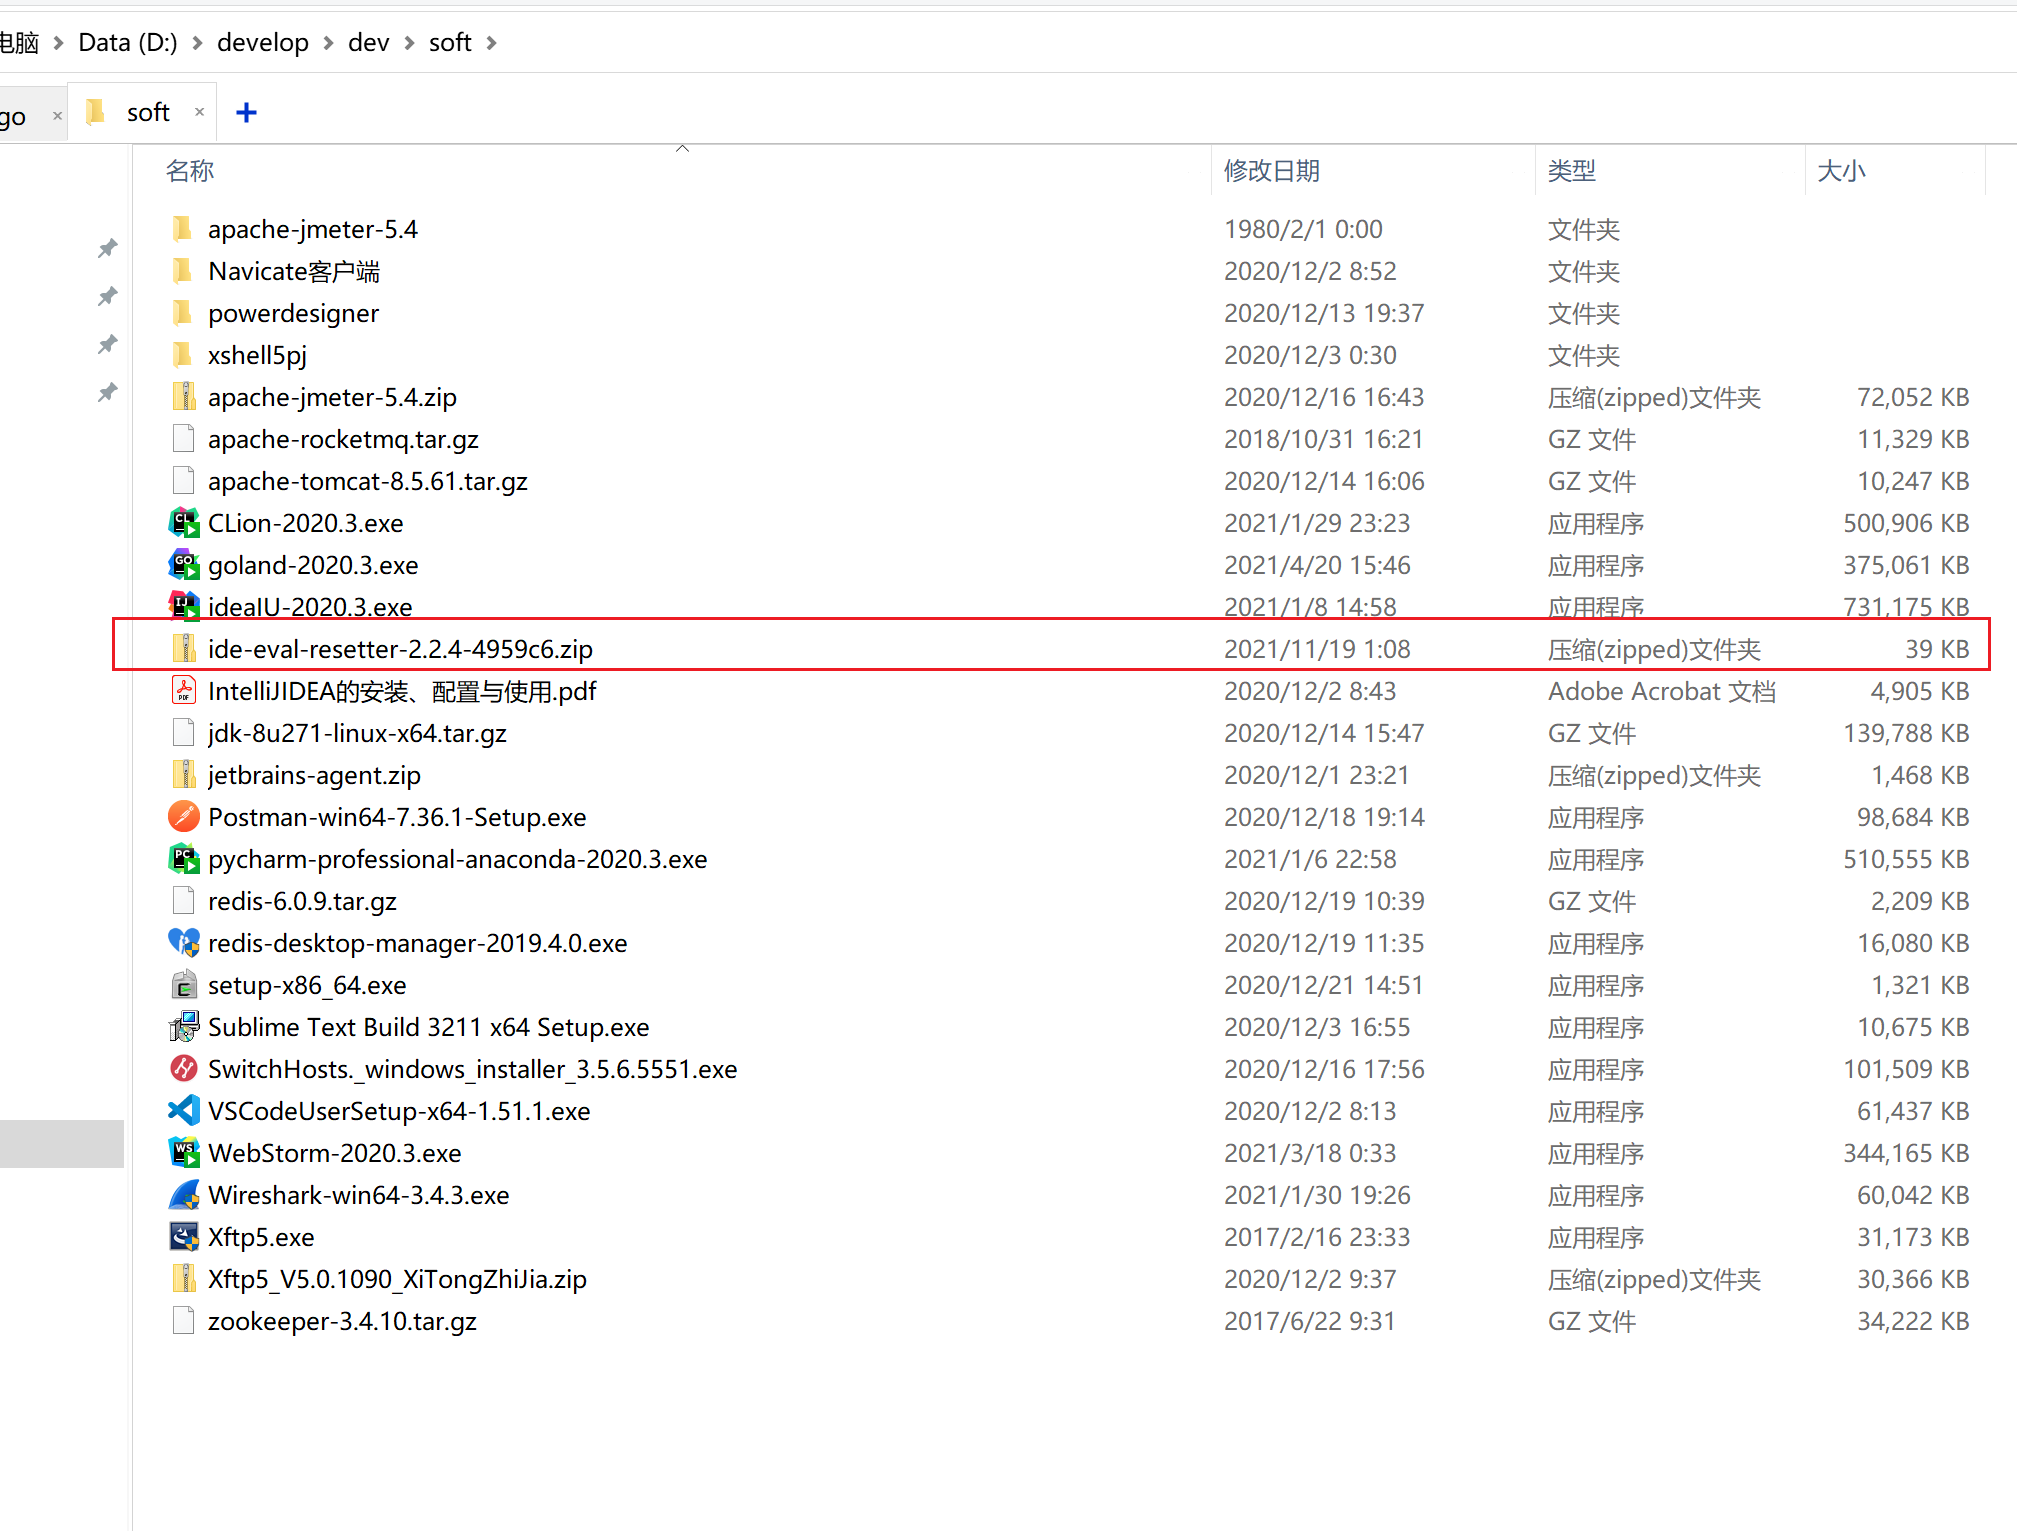 电脑 > Data (D:) > develop > dev > soft >
go × soft × +
名称 修改日期 类型 大小
apache-jmeter-5.4 1980/2/1 0:00 文件夹
Navicate客户端 2020/12/2 8:52 文件夹
powerdesigner 2020/12/13 19:37 文件夹
xshell5pj 2020/12/3 0:30 文件夹
apache-jmeter-5.4.zip 2020/12/16 16:43 压缩(zipped)文件夹 72,052 KB
apache-rocketmq.tar.gz 2018/10/31 16:21 GZ 文件 11,329 KB
apache-tomcat-8.5.61.tar.gz 2020/12/14 16:06 GZ 文件 10,247 KB
CLion-2020.3.exe 2021/1/29 23:23 应用程序 500,906 KB
goland-2020.3.exe 2021/4/20 15:46 应用程序 375,061 KB
ideaIU-2020.3.exe 2021/1/8 14:58 应用程序 731,175 KB
ide-eval-resetter-2.2.4-4959c6.zip 2021/11/19 1:08 压缩(zipped)文件夹 39 KB
IntelliJIDEA的安装、配置与使用.pdf 2020/12/2 8:43 Adobe Acrobat 文档 4,905 KB
jdk-8u271-linux-x64.tar.gz 2020/12/14 15:47 GZ 文件 139,788 KB
jetbrains-agent.zip 2020/12/1 23:21 压缩(zipped)文件夹 1,468 KB
Postman-win64-7.36.1-Setup.exe 2020/12/18 19:14 应用程序 98,684 KB
pycharm-professional-anaconda-2020.3.exe 2021/1/6 22:58 应用程序 510,555 KB
redis-6.0.9.tar.gz 2020/12/19 10:39 GZ 文件 2,209 KB
redis-desktop-manager-2019.4.0.exe 2020/12/19 11:35 应用程序 16,080 KB
setup-x86_64.exe 2020/12/21 14:51 应用程序 1,321 KB
Sublime Text Build 3211 x64 Setup.exe 2020/12/3 16:55 应用程序 10,675 KB
SwitchHosts._windows_installer_3.5.6.5551.exe 2020/12/16 17:56 应用程序 101,509 KB
VSCodeUserSetup-x64-1.51.1.exe 2020/12/2 8:13 应用程序 61,437 KB
WebStorm-2020.3.exe 2021/3/18 0:33 应用程序 344,165 KB
Wireshark-win64-3.4.3.exe 2021/1/30 19:26 应用程序 60,042 KB
Xftp5.exe 2017/2/16 23:33 应用程序 31,173 KB
Xftp5_V5.0.1090_XiTongZhiJia.zip 2020/12/2 9:37 压缩(zipped)文件夹 30,366 KB
zookeeper-3.4.10.tar.gz 2017/6/22 9:31 GZ 文件 34,222 KB